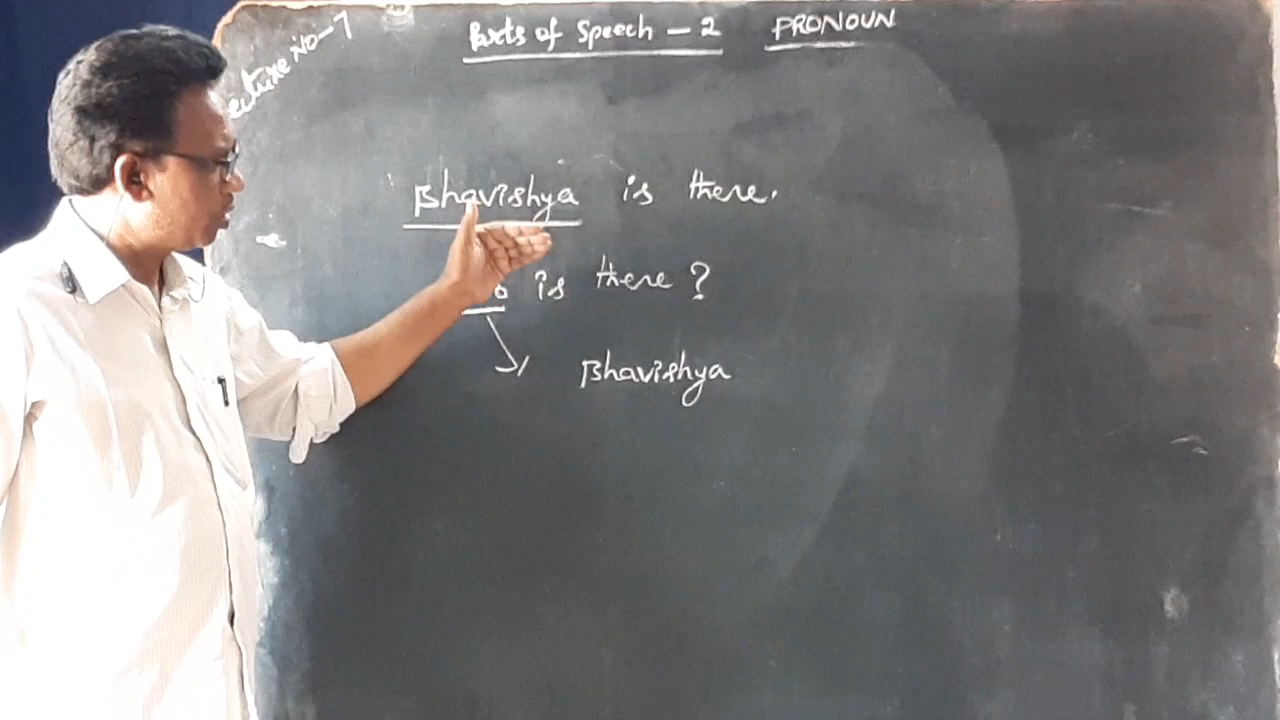 Lecture No-7
Parts of Speech - 2 PRONOUN
Bhavishya is there.
is there ?
Bhavishya